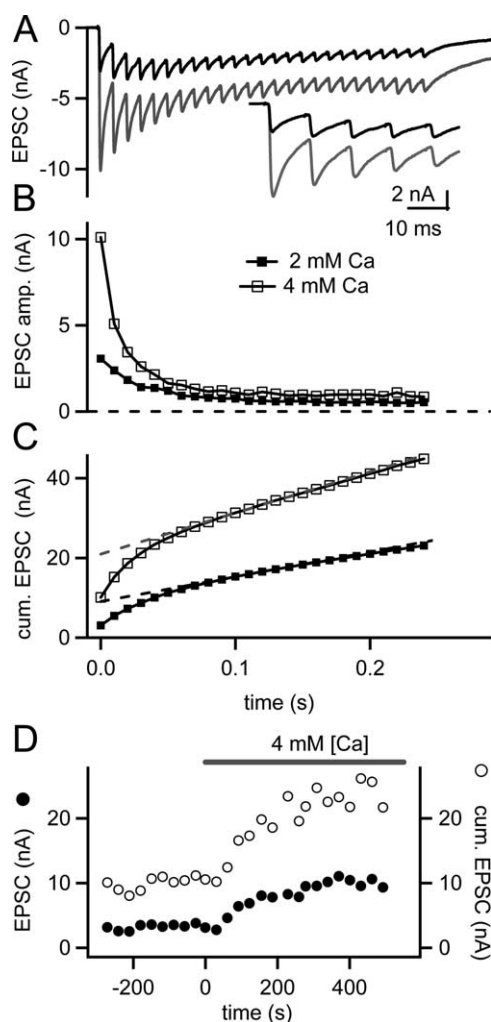 A
0
-5
-10
EPSC (nA)
2 nA
10 ms
B
10
5
0
EPSC amp. (nA)
2 mM Ca
4 mM Ca
C
40
20
0
cum. EPSC (nA)
0.0 0.1 0.2
time (s)
D
4 mM [Ca]
20
10
0
EPSC (nA)
20
10
0
cum. EPSC (nA)
-200 0 200 400
time (s)